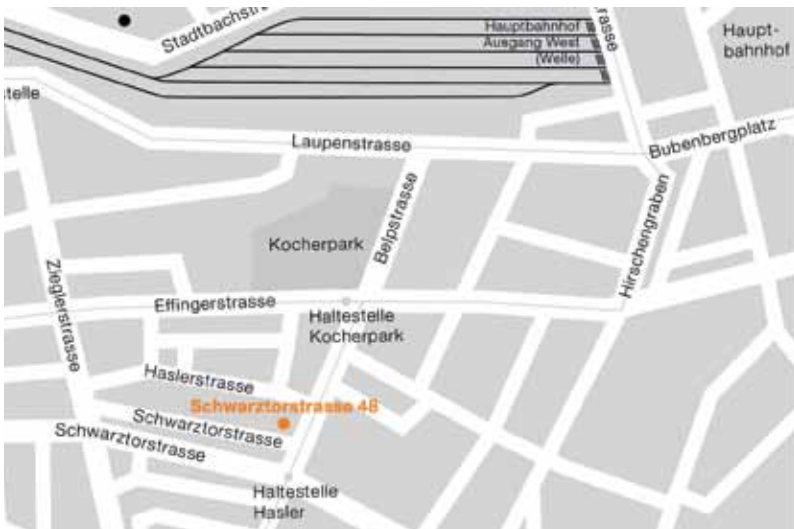 Stadtbachstr
Hauptbahnhof
Ausgang West
(Welle)
rasse
Haupt-
bahnhof
telle
Laupenstrasse
Bubenbergplatz
Belpstrasse
Hirschengraben
Kocherpark
Zieglerstrasse
Effingerstrasse
Haltestelle
Kocherpark
Haslerstrasse
Schwarztorstrasse 48
Schwarztorstrasse
Schwarztorstrasse
Haltestelle
Hasler